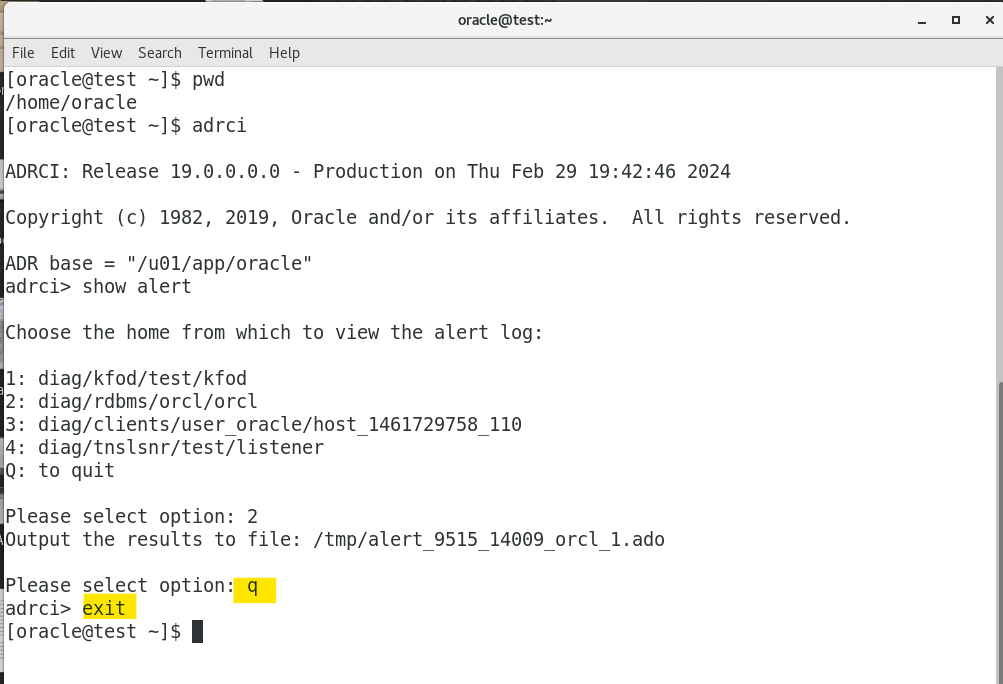 oracle@test:~
File Edit View Search Terminal Help
[oracle@test ~]$ pwd
/home/oracle
[oracle@test ~]$ adrci
ADRCI: Release 19.0.0.0.0 - Production on Thu Feb 29 19:42:46 2024
Copyright (c) 1982, 2019, Oracle and/or its affiliates.  All rights reserved.
ADR base = "/u01/app/oracle"
adrci> show alert
Choose the home from which to view the alert log:
1: diag/kfod/test/kfod
2: diag/rdbms/orcl/orcl
3: diag/clients/user_oracle/host_1461729758_110
4: diag/tnslsnr/test/listener
Q: to quit
Please select option: 2
Output the results to file: /tmp/alert_9515_14009_orcl_1.ado
Please select option: q
adrci> exit
[oracle@test ~]$